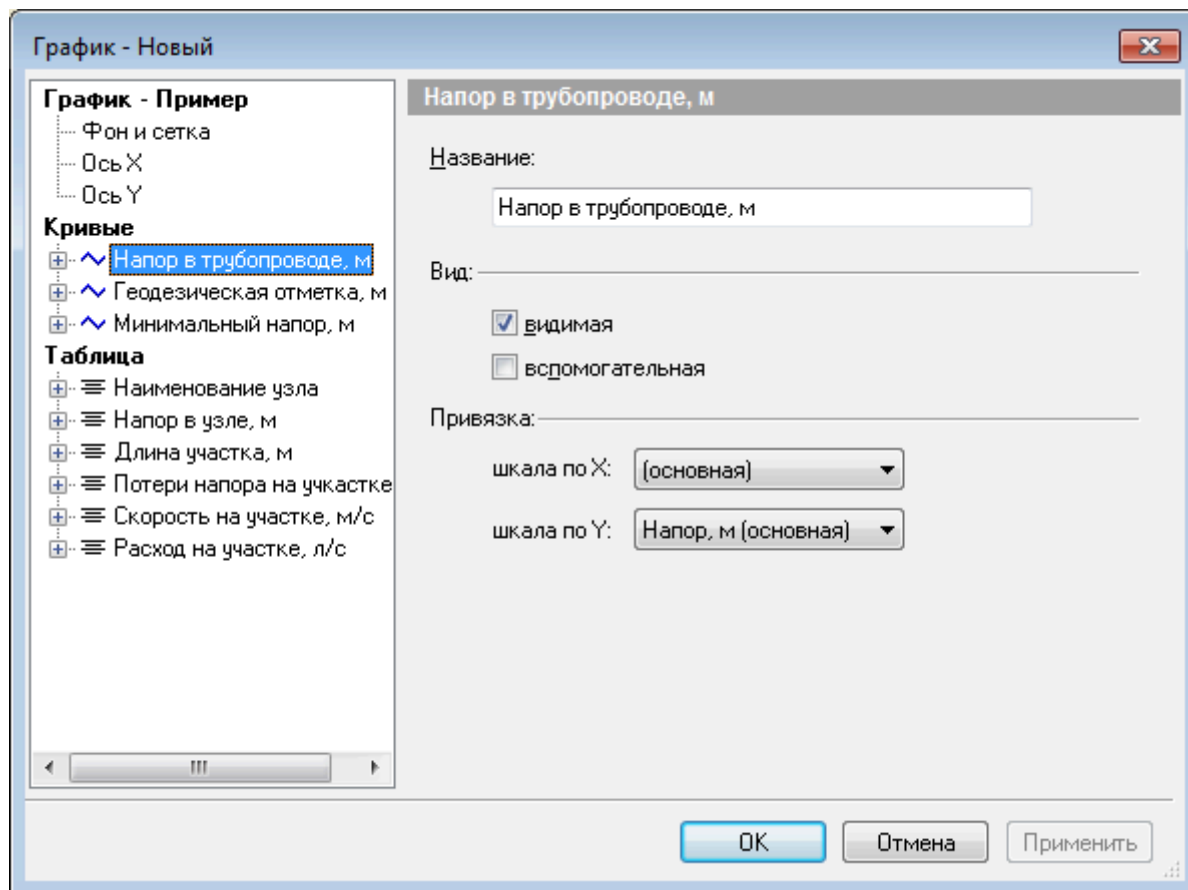 График - Новый
График - Пример
Фон и сетка
Ось X
Ось Y
Кривые
Напор в трубопроводе, м
Геодезическая отметка, м
Минимальный напор, м
Таблица
Наименование узла
Напор в узле, м
Длина участка, м
Потери напора на учкастке
Скорость на участке, м/с
Расход на участке, л/с
Напор в трубопроводе, м
Название:
Напор в трубопроводе, м
Вид:
видимая
вспомогательная
Привязка:
шкала по X: (основная)
шкала по Y: Напор, м (основная)
OK Отмена Применить